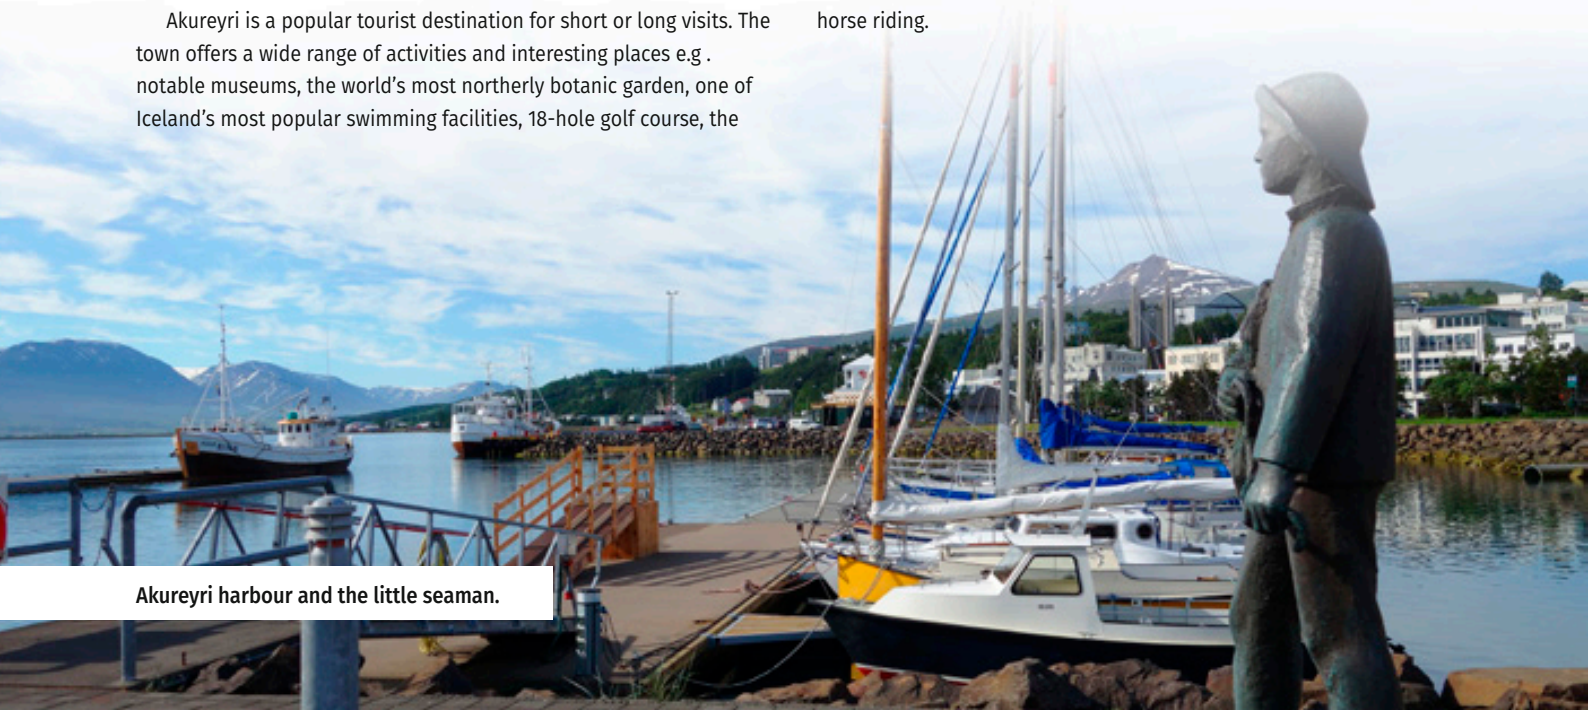 Akureyri is a popular tourist destination for short or long visits. The
town offers a wide range of activities and interesting places e.g .
notable museums, the world’s most northerly botanic garden, one of
Iceland’s most popular swimming facilities, 18-hole golf course, the
horse riding.
Akureyri harbour and the little seaman.